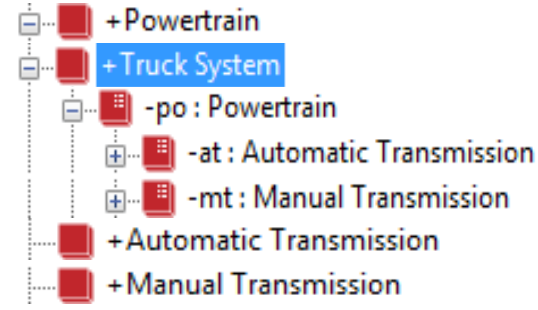 +Powertrain
+Truck System
-po : Powertrain
-at : Automatic Transmission
-mt : Manual Transmission
+Automatic Transmission
+Manual Transmission